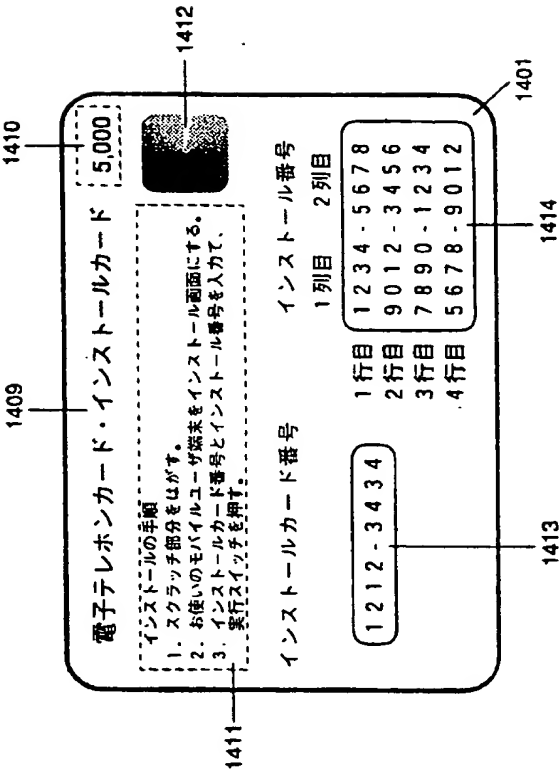 1409
1410
1412
電子テレホンカード・インストールカード
5,000
インストールの手順
1. スクラッチ部分をはがす。
2. お使いのモバイルユーザ端末をインストール画面にする。
3. インストールカード番号とインストール番号を入力て、
実行スイッチを押す。
1411
インストールカード番号
インストール番号
1列目 2列目
1212-3434
1行目 1234-5678
2行目 9012-3456
3行目 7890-1234
4行目 5678-9012
1413
1414
1401